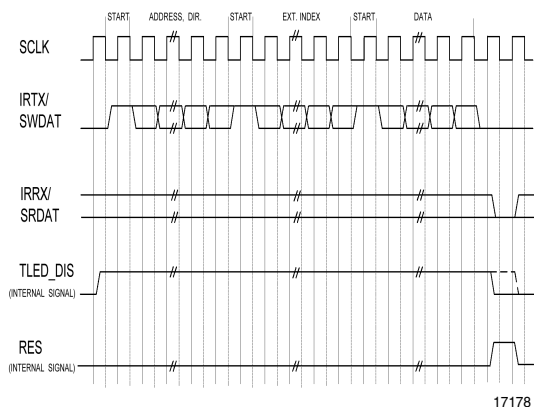 START ADDRESS, DIR. START EXT. INDEX START DATA
SCLK
IRTX/
SWDAT
IRRX/
SRDAT
TLED_DIS
(INTERNAL SIGNAL)
RES
(INTERNAL SIGNAL)
17178